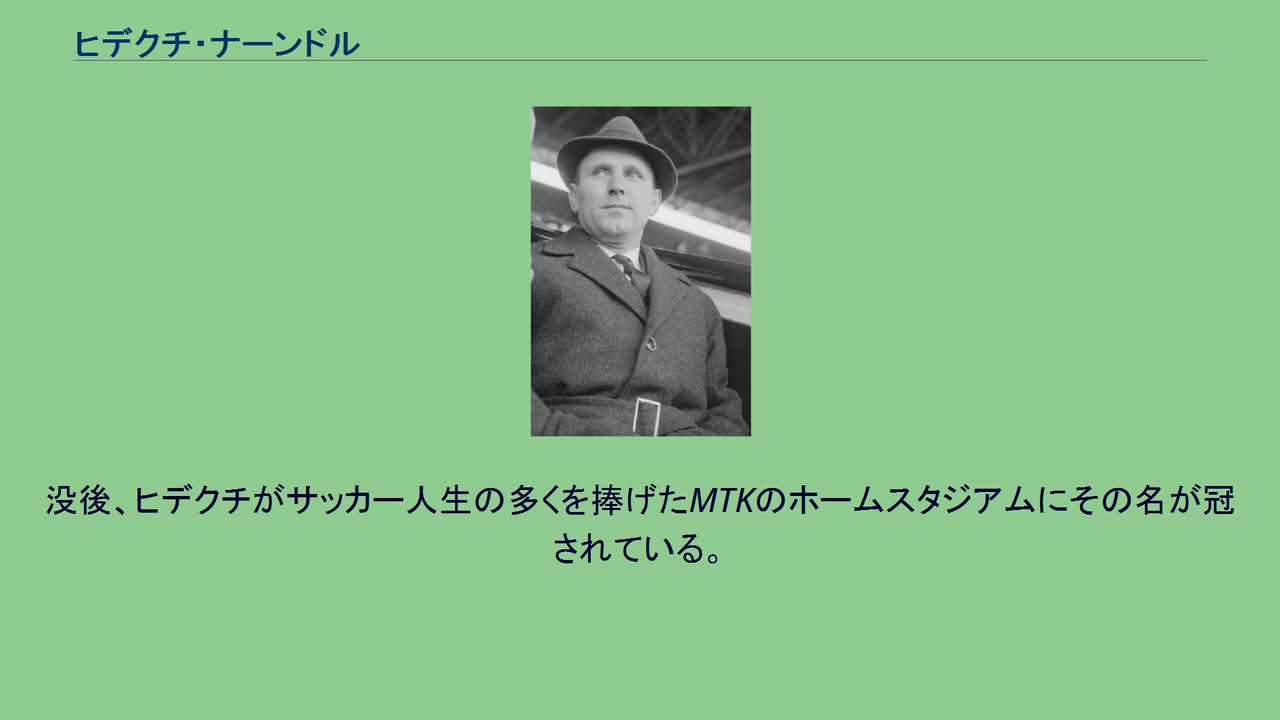 ヒデクチ・ナーンドル
没後、ヒデクチがサッカー人生の多くを捧げたMTKのホームスタジアムにその名が冠
されている。